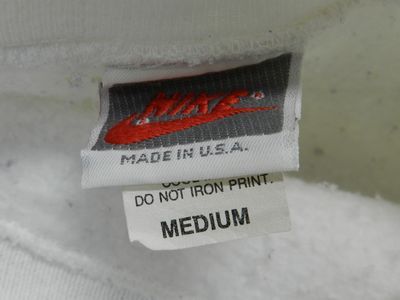 NIKE
MADE IN U.S.A.
DO NOT IRON PRINT.
MEDIUM